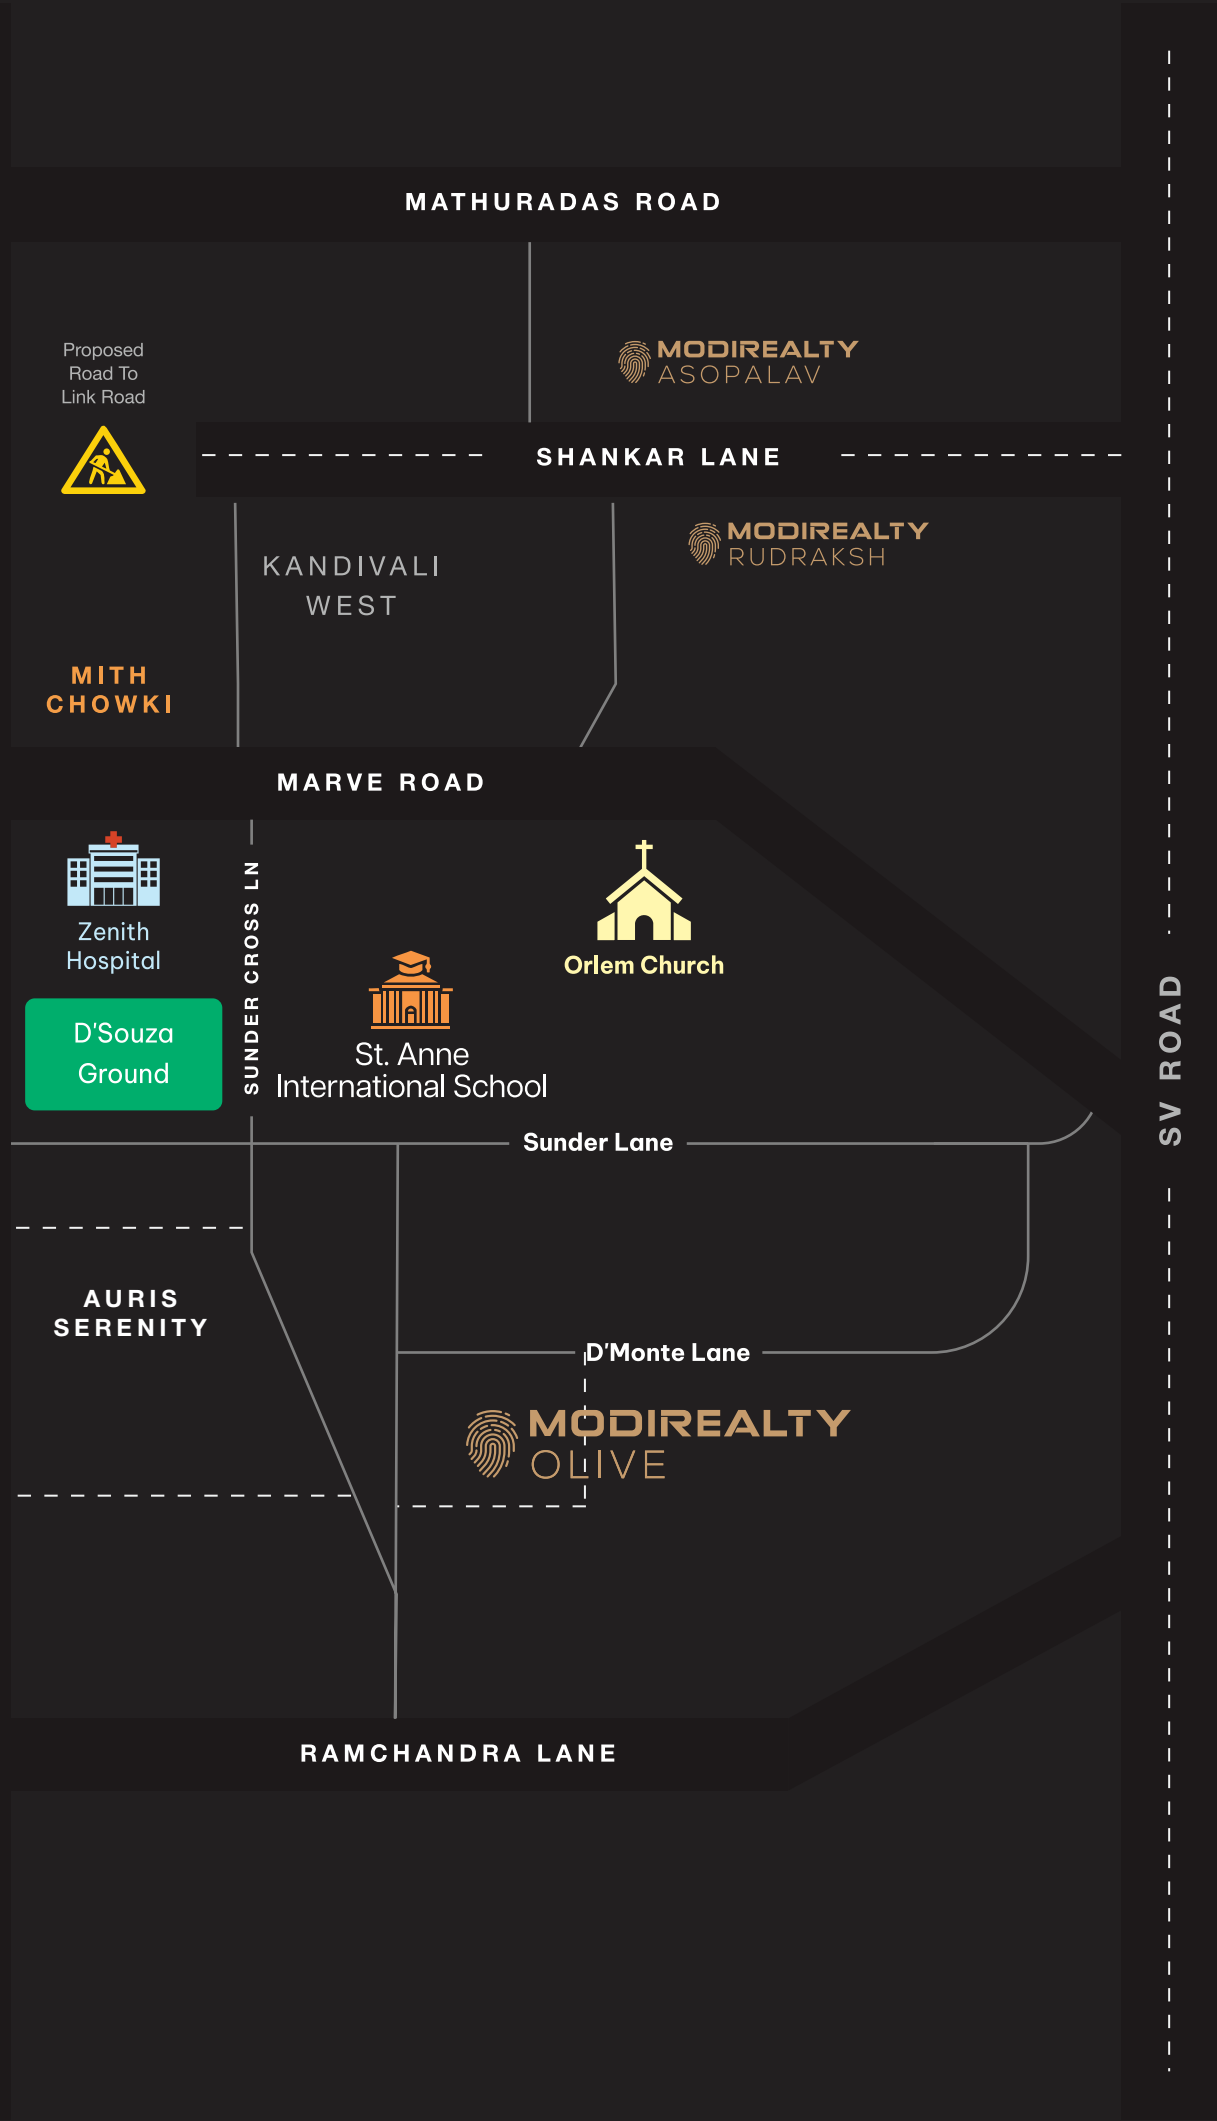 MATHURADAS ROAD
Proposed
Road To
Link Road
MODIREALTY
ASOPALAV
SHANKAR LANE
MODIREALTY
RUDRAKSH
KANDIVALI
WEST
MITH
CHOWKI
MARVE ROAD
Zenith
Hospital
SUNDER CROSS LN
Orlem Church
D'Souza
Ground
St. Anne
International School
SV ROAD
Sunder Lane
AURIS
SERENITY
D'Monte Lane
MODIREALTY
OLIVE
RAMCHANDRA LANE